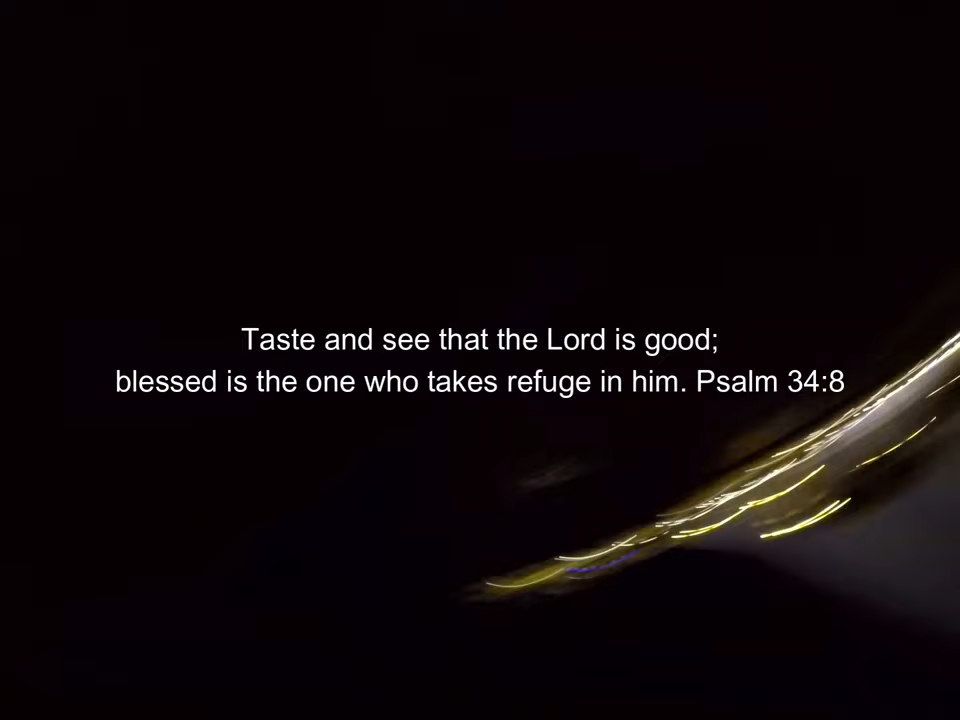 Taste and see that the Lord is good;
blessed is the one who takes refuge in him. Psalm 34:8